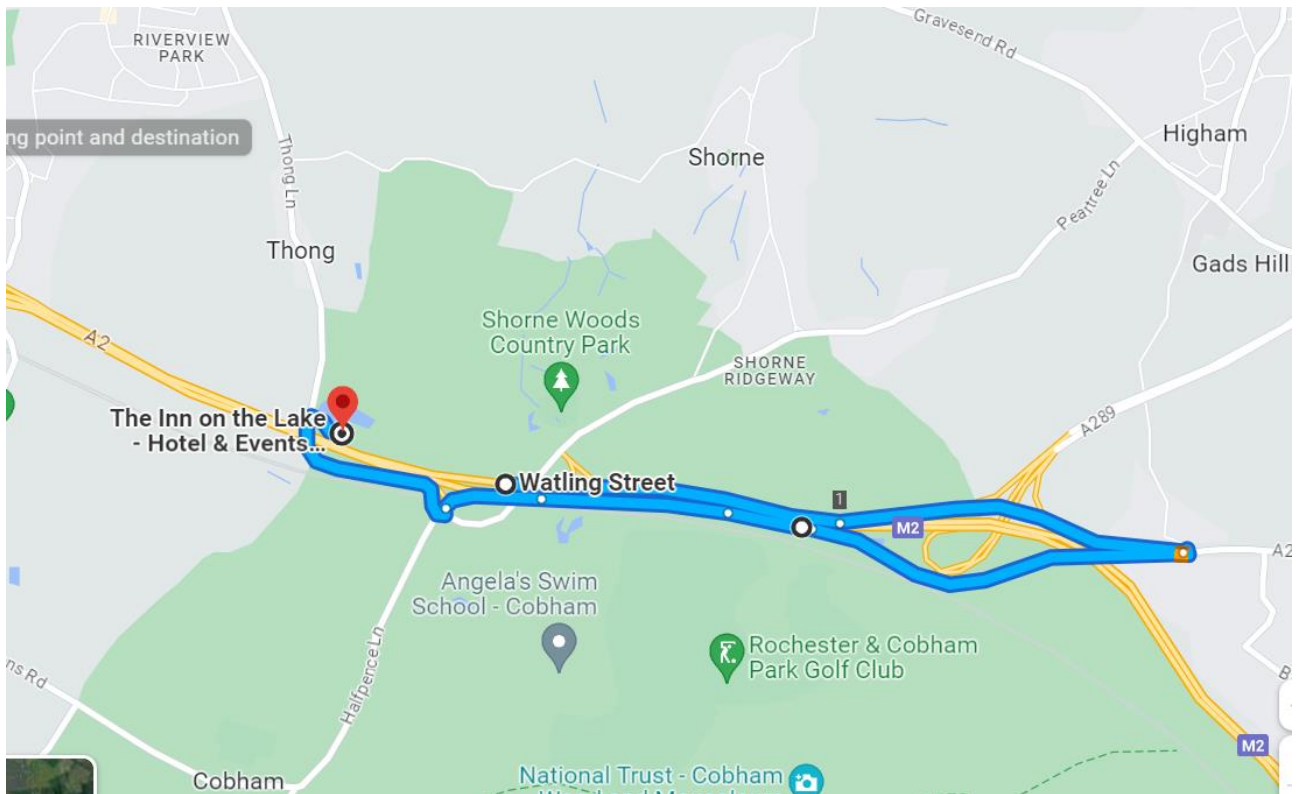 RIVERVIEW
PARK
Gravesend Rd
ng point and destination
Higham
Shorne
Thong Ln
Peartree Ln
Thong
Gads Hill
A2
Shorne Woods
Country Park
SHORNE
RIDGEWAY
The Inn on the Lake
- Hotel & Events...
A289
Watling Street
1
M2
A2
Angela's Swim
School - Cobham
Rochester & Cobham
Park Golf Club
Halfpence Ln
ns Rd
B
M2
Cobham
National Trust - Cobham